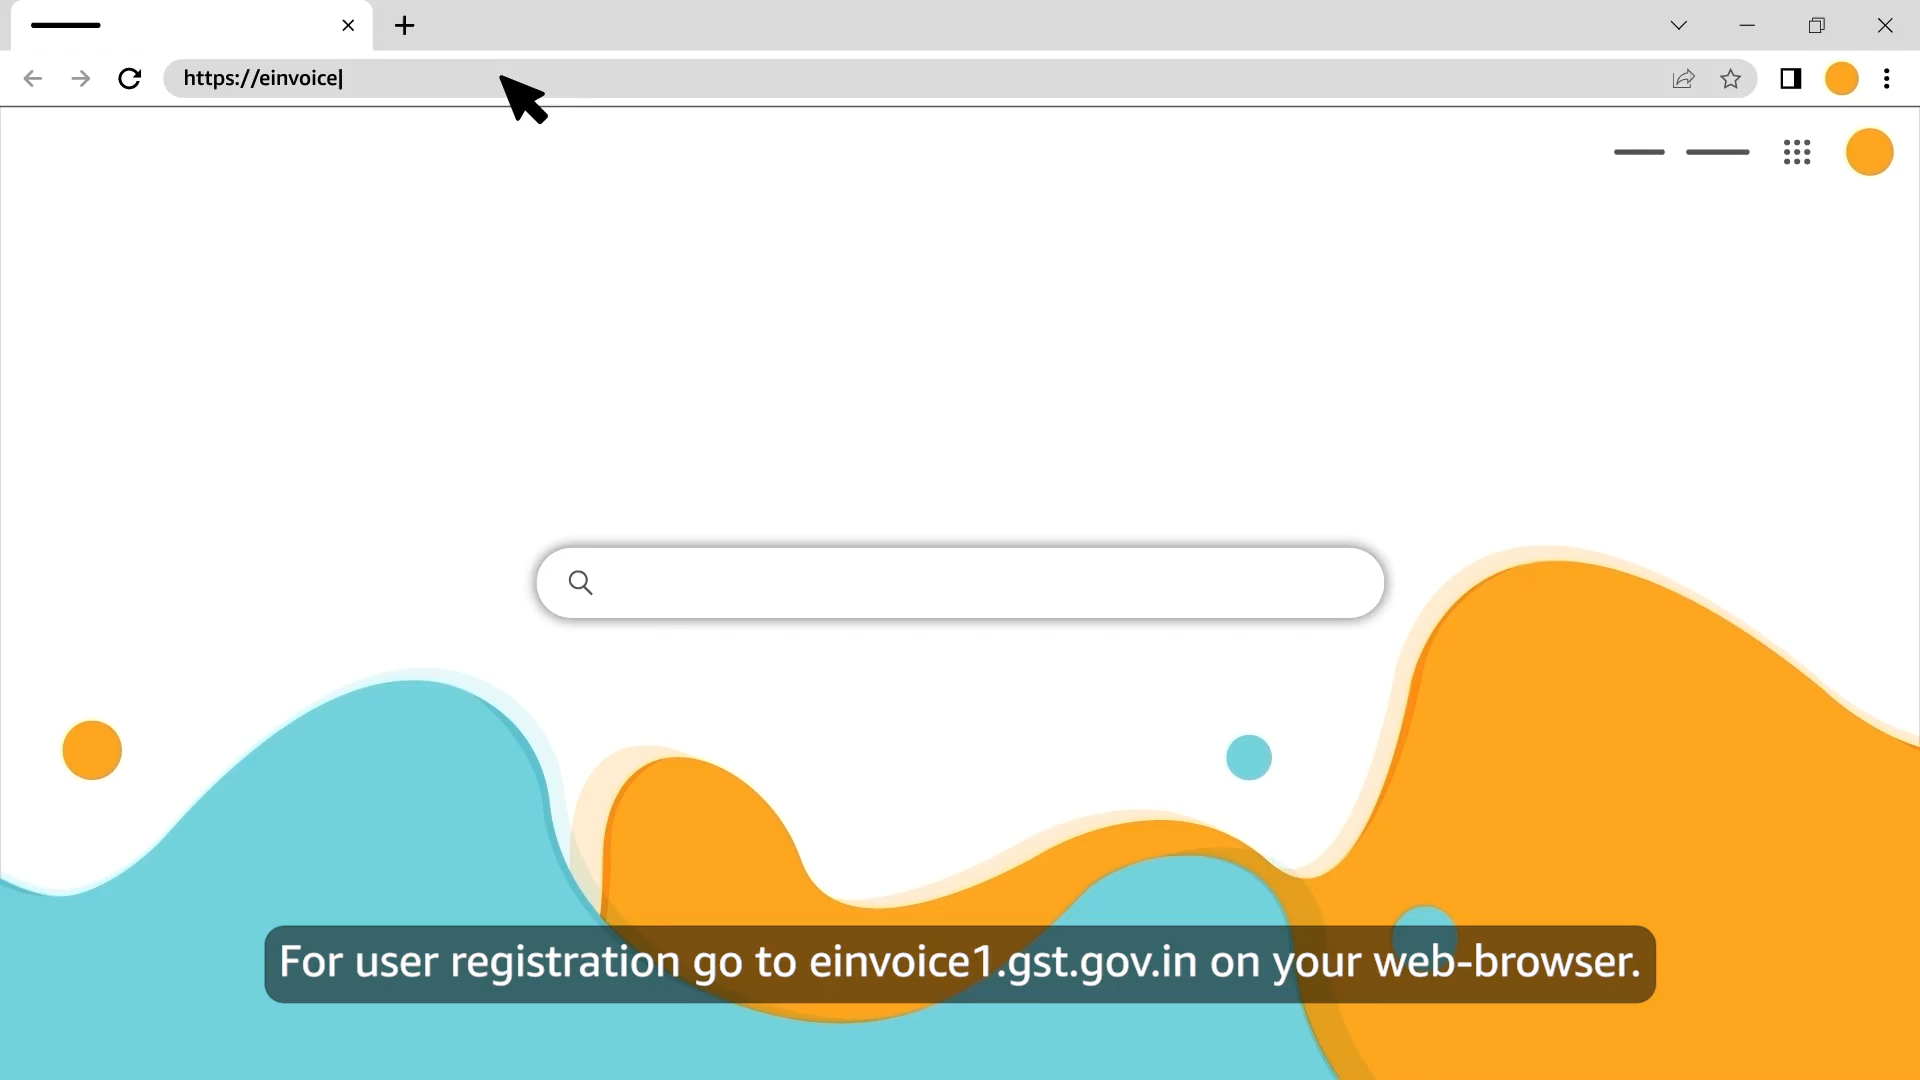 https://einvoice
For user registration go to einvoice1.gst.gov.in on your web-browser.